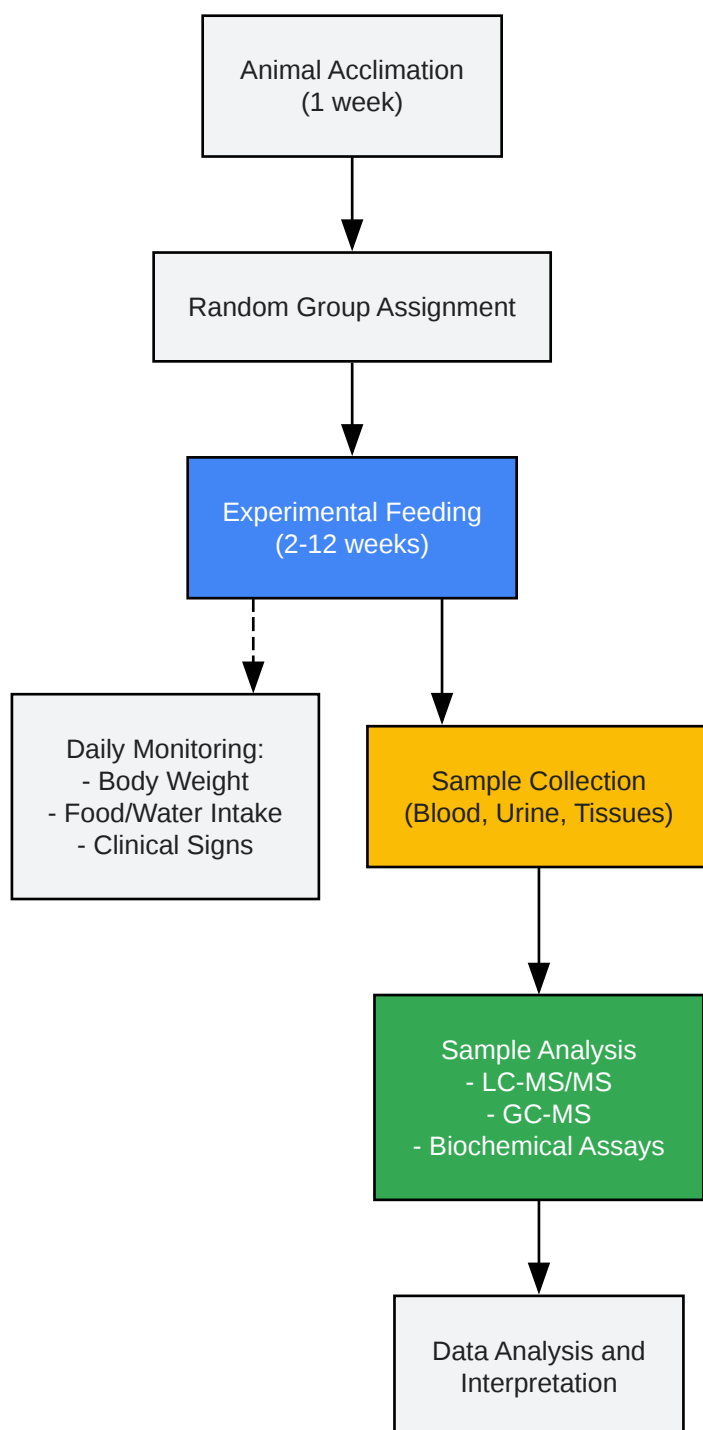 Animal Acclimation
(1 week)
Random Group Assignment
Experimental Feeding
(2-12 weeks)
Daily Monitoring:
- Body Weight
- Food/Water Intake
- Clinical Signs
Sample Collection
(Blood, Urine, Tissues)
Sample Analysis
- LC-MS/MS
- GC-MS
- Biochemical Assays
Data Analysis and
Interpretation